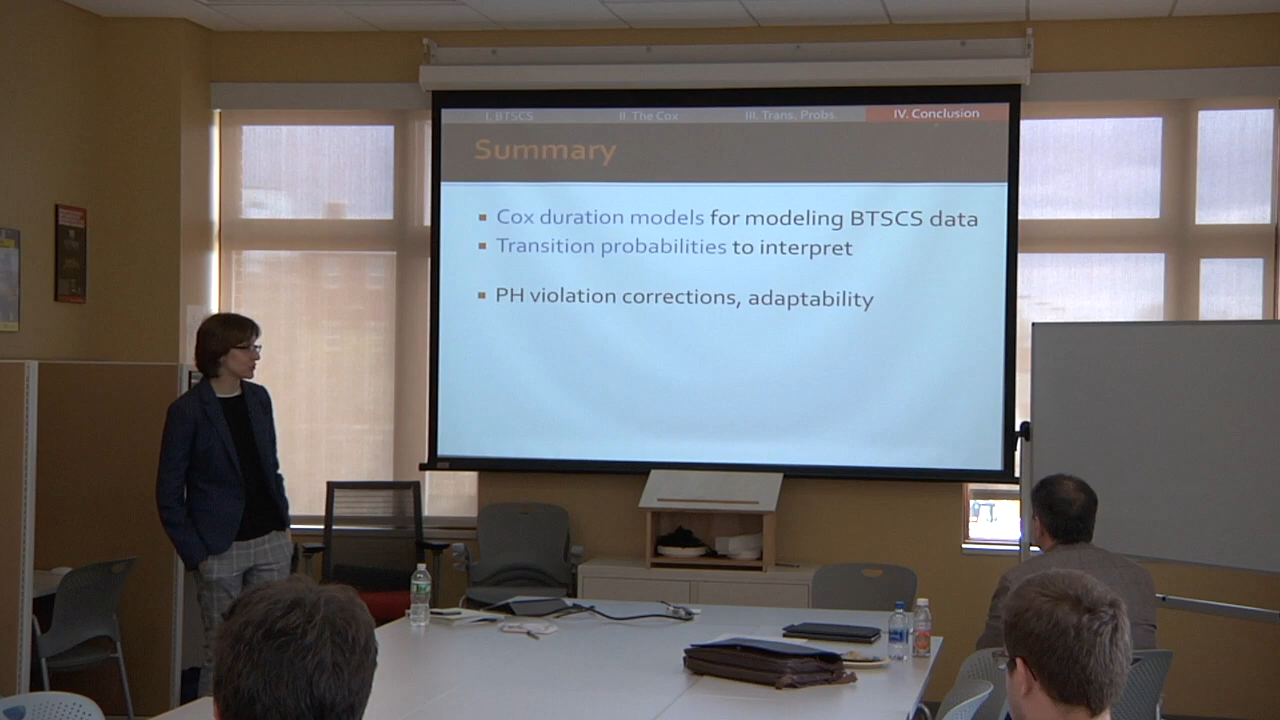 I. BTSCS
II. The Cox
III. Trans. Probs.
IV. Conclusion
Summary
Cox duration models for modeling BTSCS data
Transition probabilities to interpret
PH violation corrections, adaptability